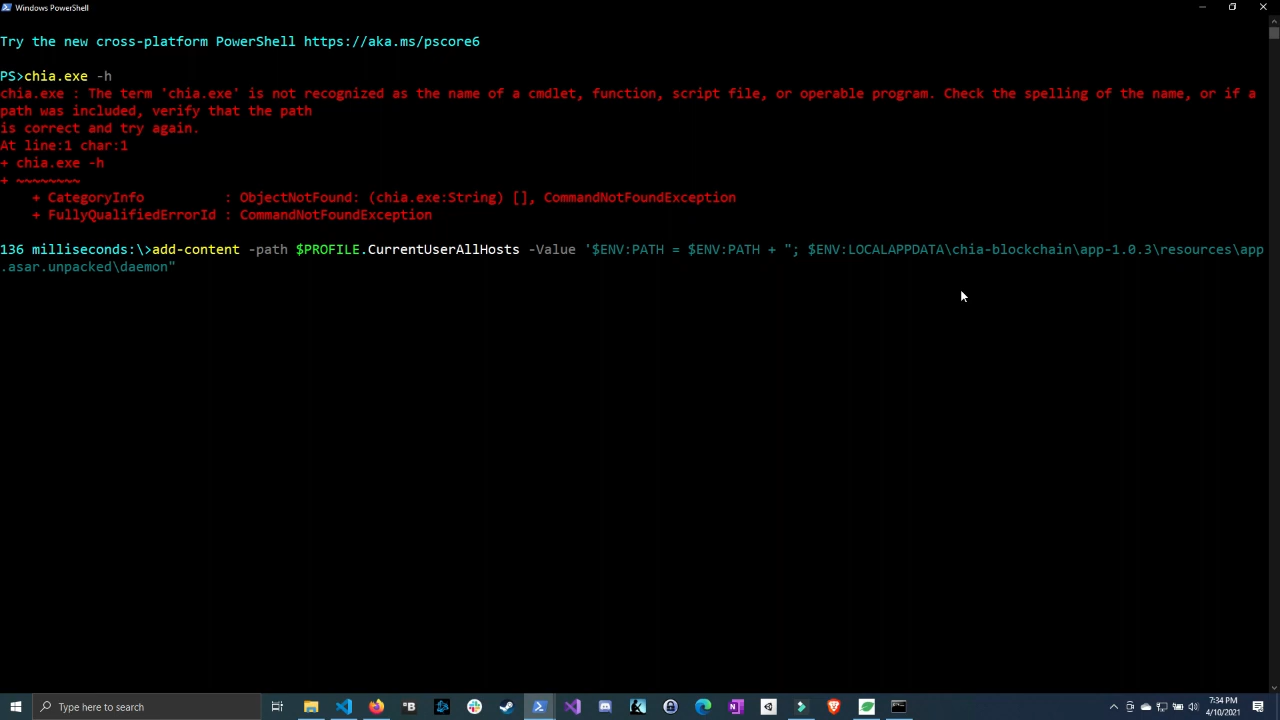 Windows PowerShell
Try the new cross-platform PowerShell https://aka.ms/pscore6
PS>chia.exe -h
chia.exe : The term 'chia.exe' is not recognized as the name of a cmdlet, function, script file, or operable program. Check the spelling of the name, or if a
path was included, verify that the path
is correct and try again.
At line:1 char:1
+ chia.exe -h
+ ~~~~~~~~
    + CategoryInfo          : ObjectNotFound: (chia.exe:String) [], CommandNotFoundException
    + FullyQualifiedErrorId : CommandNotFoundException
136 milliseconds:\>add-content -path $PROFILE.CurrentUserAllHosts -Value '$ENV:PATH = $ENV:PATH + "; $ENV:LOCALAPPDATA\chia-blockchain\app-1.0.3\resources\app
.asar.unpacked\daemon"
Type here to search
7:34 PM
4/10/2021